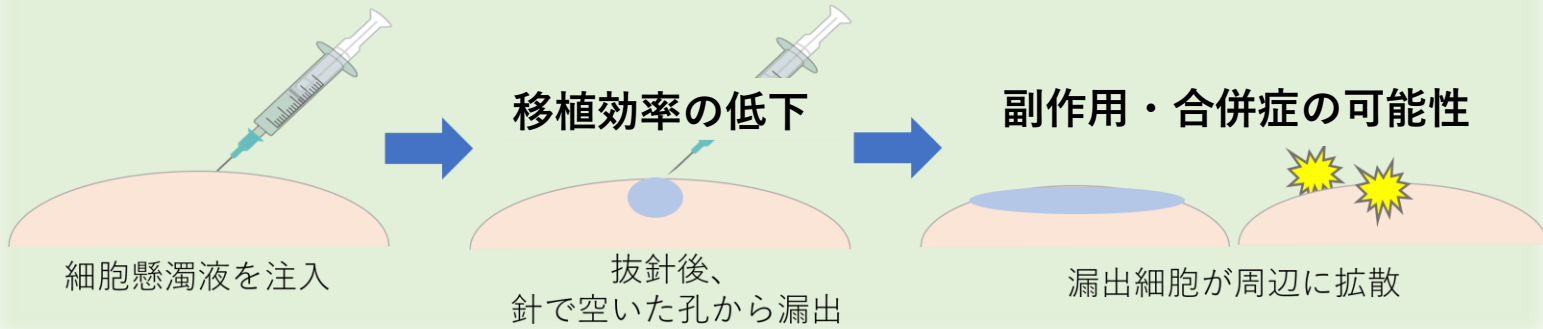 移植効率の低下
副作用・合併症の可能性
細胞懸濁液を注入
抜針後、
針で空いた孔から漏出
漏出細胞が周辺に拡散